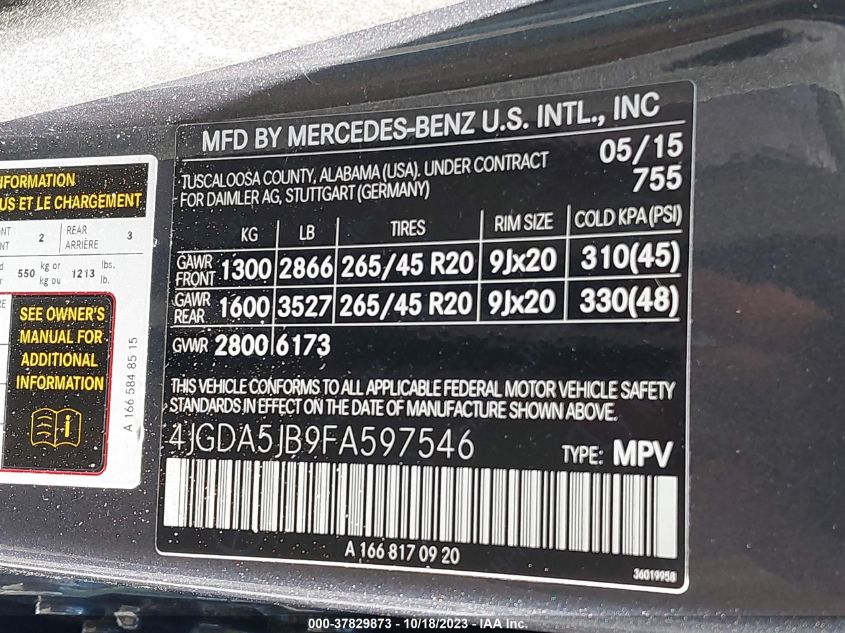 MFD BY MERCEDES-BENZ U.S. INTL., INC
TUSCALOOSA COUNTY, ALABAMA (USA). UNDER CONTRACT
FOR DAIMLER AG, STUTTGART (GERMANY)
05/15
755
KG LB TIRES RIM SIZE COLD KPA(PSI)
GAWR FRONT 1300 2866 265/45 R20 9Jx20 310(45)
GAWR REAR 1600 3527 265/45 R20 9Jx20 330(48)
GVWR 2800 6173
THIS VEHICLE CONFORMS TO ALL APPLICABLE FEDERAL MOTOR VEHICLE SAFETY
STANDARDS IN EFFECT ON THE DATE OF MANUFACTURE SHOWN ABOVE
4JGDA5JB9FA597546
TYPE: MPV
A 166 817 09 20
36019958
US ET LE CHARGEMENT
2 REAR ARRIÈRE 3
550 kg or kg ou 1213 lbs. lb.
SEE OWNER'S
MANUAL FOR
ADDITIONAL
INFORMATION
A 166 584 85 15
000-37829873 - 10/18/2023 - IAA Inc.